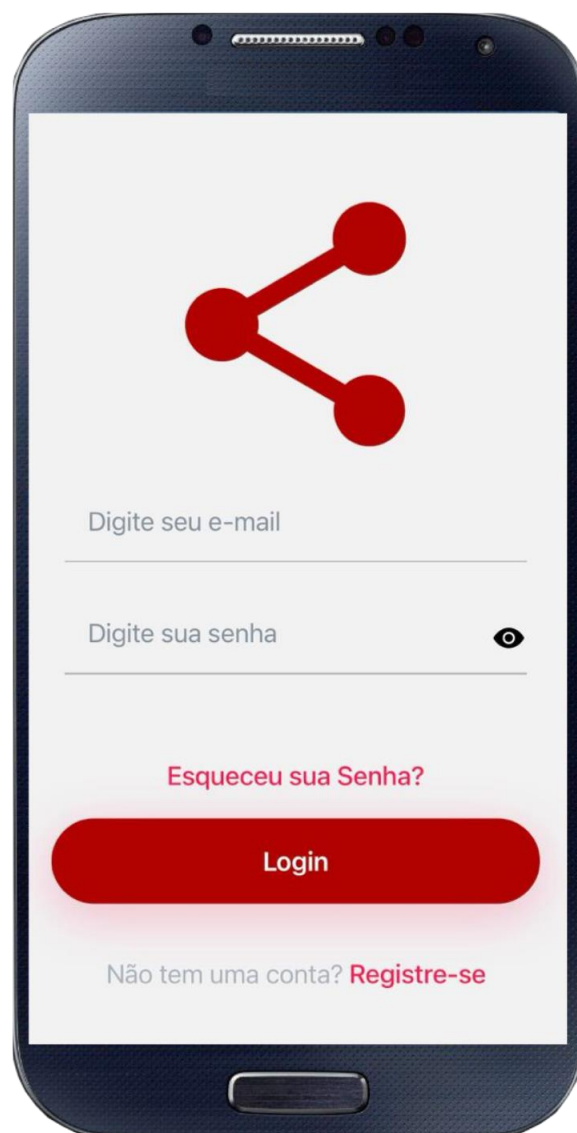 Digite seu e-mail
Digite sua senha
Esqueceu sua Senha?
Login
Não tem uma conta? Registre-se